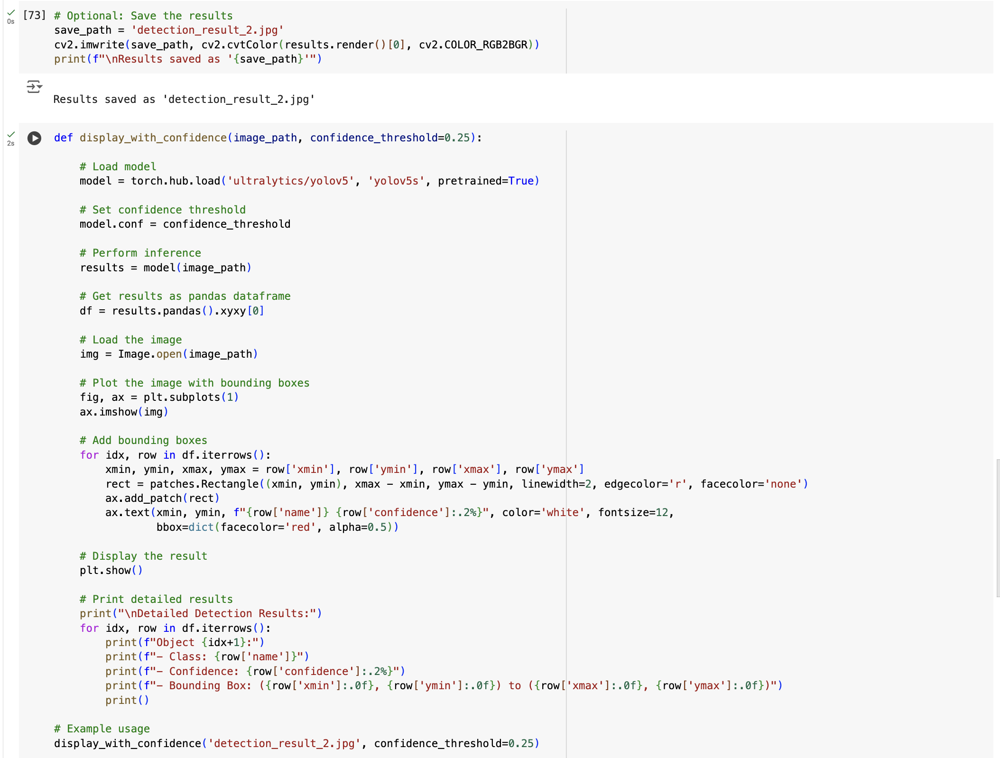 [73] # Optional: Save the results
0s
save_path = 'detection_result_2.jpg'
cv2.imwrite(save_path, cv2.cvtColor(results.render()[0], cv2.COLOR_RGB2BGR))
print(f"\nResults saved as '{save_path}'")
Results saved as 'detection_result_2.jpg'
def display_with_confidence(image_path, confidence_threshold=0.25):
2s
    # Load model
    model = torch.hub.load('ultralytics/yolov5', 'yolov5s', pretrained=True)
    # Set confidence threshold
    model.conf = confidence_threshold
    # Perform inference
    results = model(image_path)
    # Get results as pandas dataframe
    df = results.pandas().xyxy[0]
    # Load the image
    img = Image.open(image_path)
    # Plot the image with bounding boxes
    fig, ax = plt.subplots(1)
    ax.imshow(img)
    # Add bounding boxes
    for idx, row in df.iterrows():
        xmin, ymin, xmax, ymax = row['xmin'], row['ymin'], row['xmax'], row['ymax']
        rect = patches.Rectangle((xmin, ymin), xmax - xmin, ymax - ymin, linewidth=2, edgecolor='r', facecolor='none')
        ax.add_patch(rect)
        ax.text(xmin, ymin, f"{row['name']} {row['confidence']:.2%}", color='white', fontsize=12,
                bbox=dict(facecolor='red', alpha=0.5))
    # Display the result
    plt.show()
    # Print detailed results
    print("\nDetailed Detection Results:")
    for idx, row in df.iterrows():
        print(f"Object {idx+1}:")
        print(f"- Class: {row['name']}")
        print(f"- Confidence: {row['confidence']:.2%}")
        print(f"- Bounding Box: ({row['xmin']:.0f}, {row['ymin']:.0f}) to ({row['xmax']:.0f}, {row['ymax']:.0f})")
        print()
# Example usage
display_with_confidence('detection_result_2.jpg', confidence_threshold=0.25)